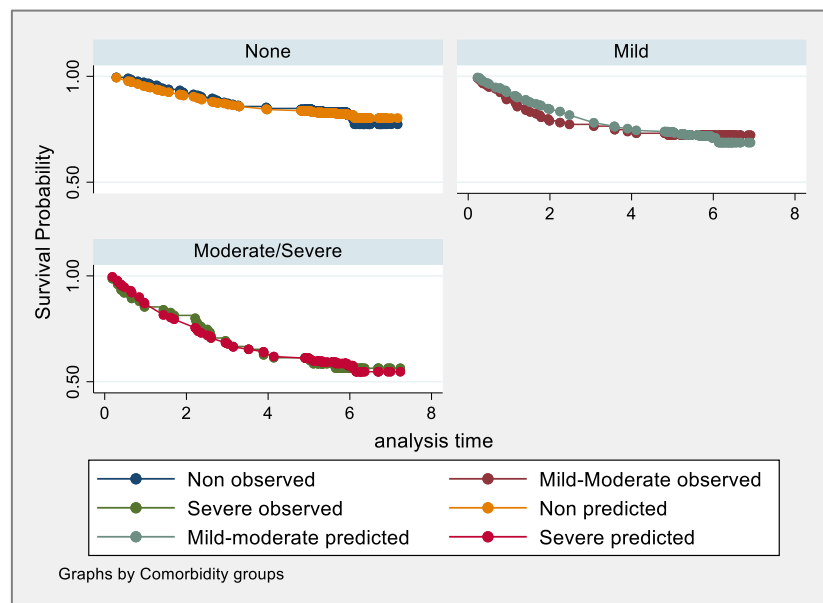 None
Mild
1.00
0.50
0 2 4 6 8
Moderate/Severe
1.00
0.50
0 2 4 6 8
Survival Probability
analysis time
Non observed
Mild-Moderate observed
Severe observed
Non predicted
Mild-moderate predicted
Severe predicted
Graphs by Comorbidity groups